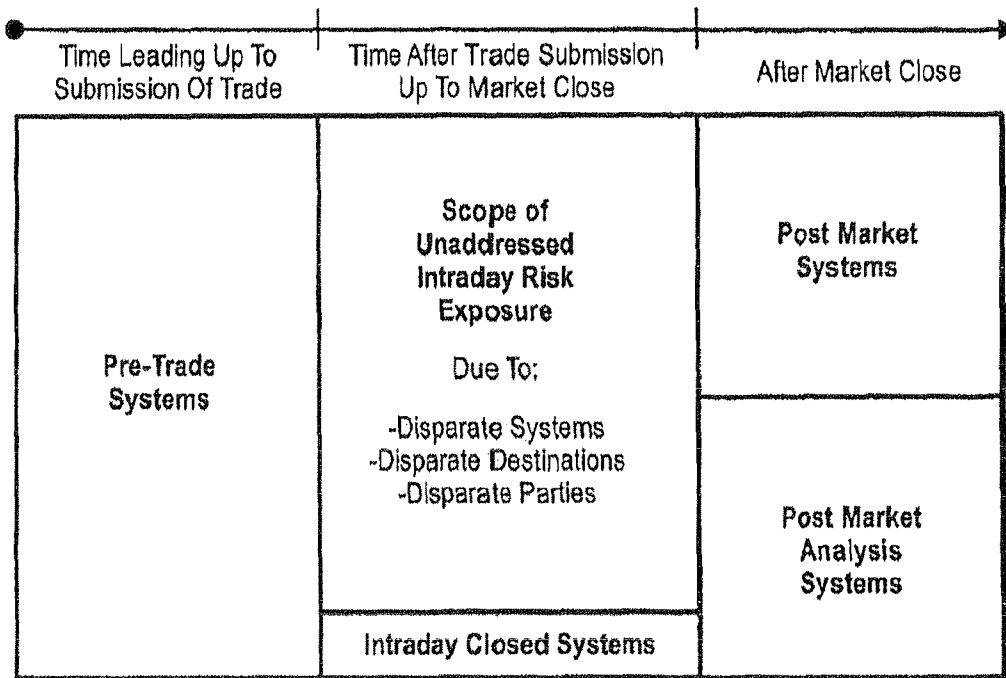 Time Leading Up To
Submission Of Trade
Time After Trade Submission
Up To Market Close
After Market Close
Pre-Trade
Systems
Scope of
Unaddressed
Intraday Risk
Exposure
Due To:
-Disparate Systems
-Disparate Destinations
-Disparate Parties
Intraday Closed Systems
Post Market
Systems
Post Market
Analysis
Systems